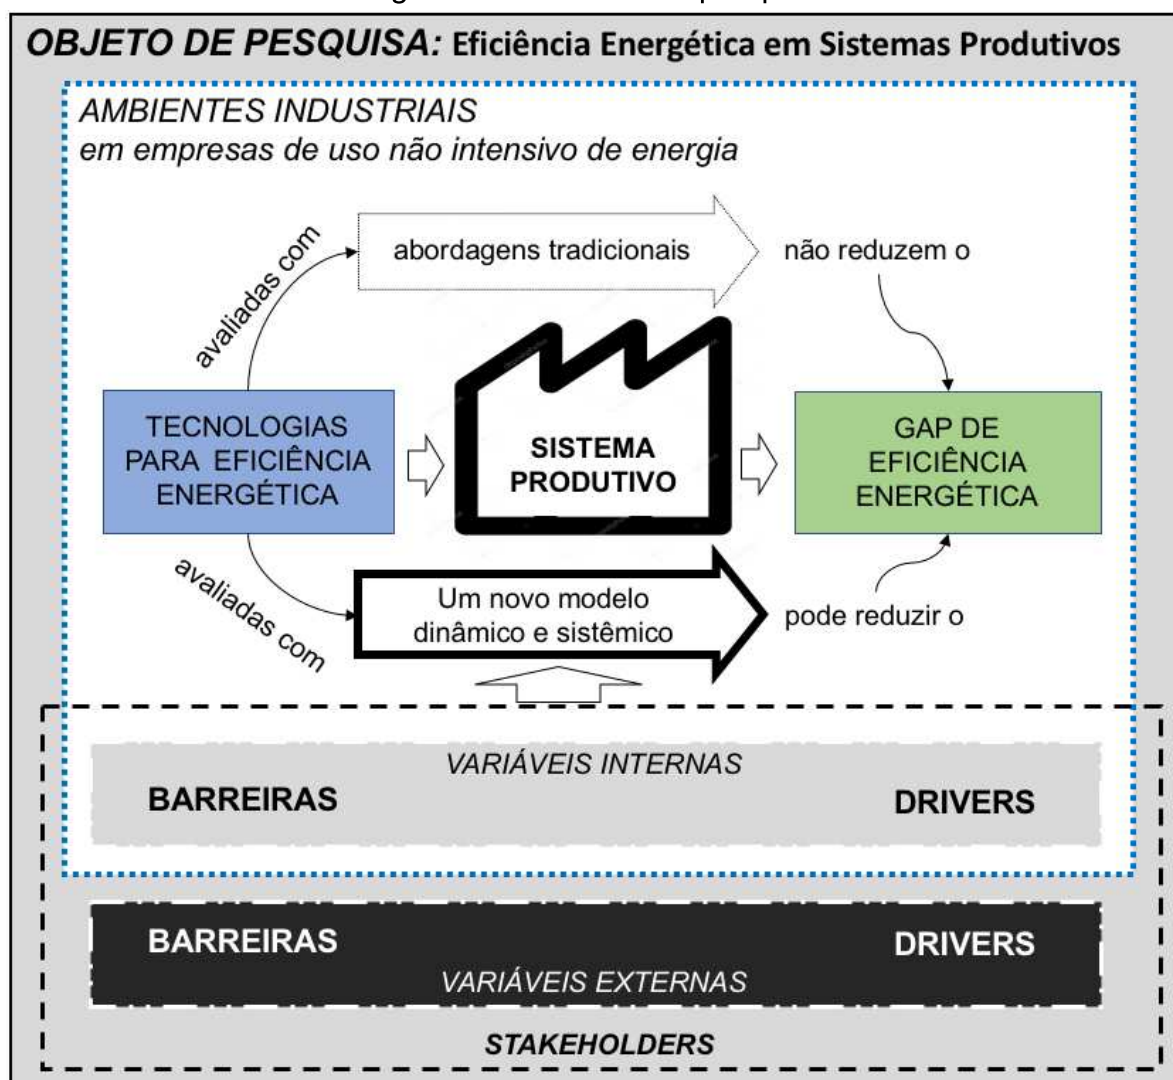 OBJETO DE PESQUISA: Eficiência Energética em Sistemas Produtivos
AMBIENTES INDUSTRIAIS
em empresas de uso não intensivo de energia
avaliadas com
abordagens tradicionais
não reduzem o
TECNOLOGIAS
PARA EFICIÊNCIA
ENERGÉTICA
SISTEMA
PRODUTIVO
GAP DE
EFICIÊNCIA
ENERGÉTICA
avaliadas com
Um novo modelo
dinâmico e sistêmico
pode reduzir o
VARIÁVEIS INTERNAS
BARREIRAS
DRIVERS
BARREIRAS
DRIVERS
VARIÁVEIS EXTERNAS
STAKEHOLDERS